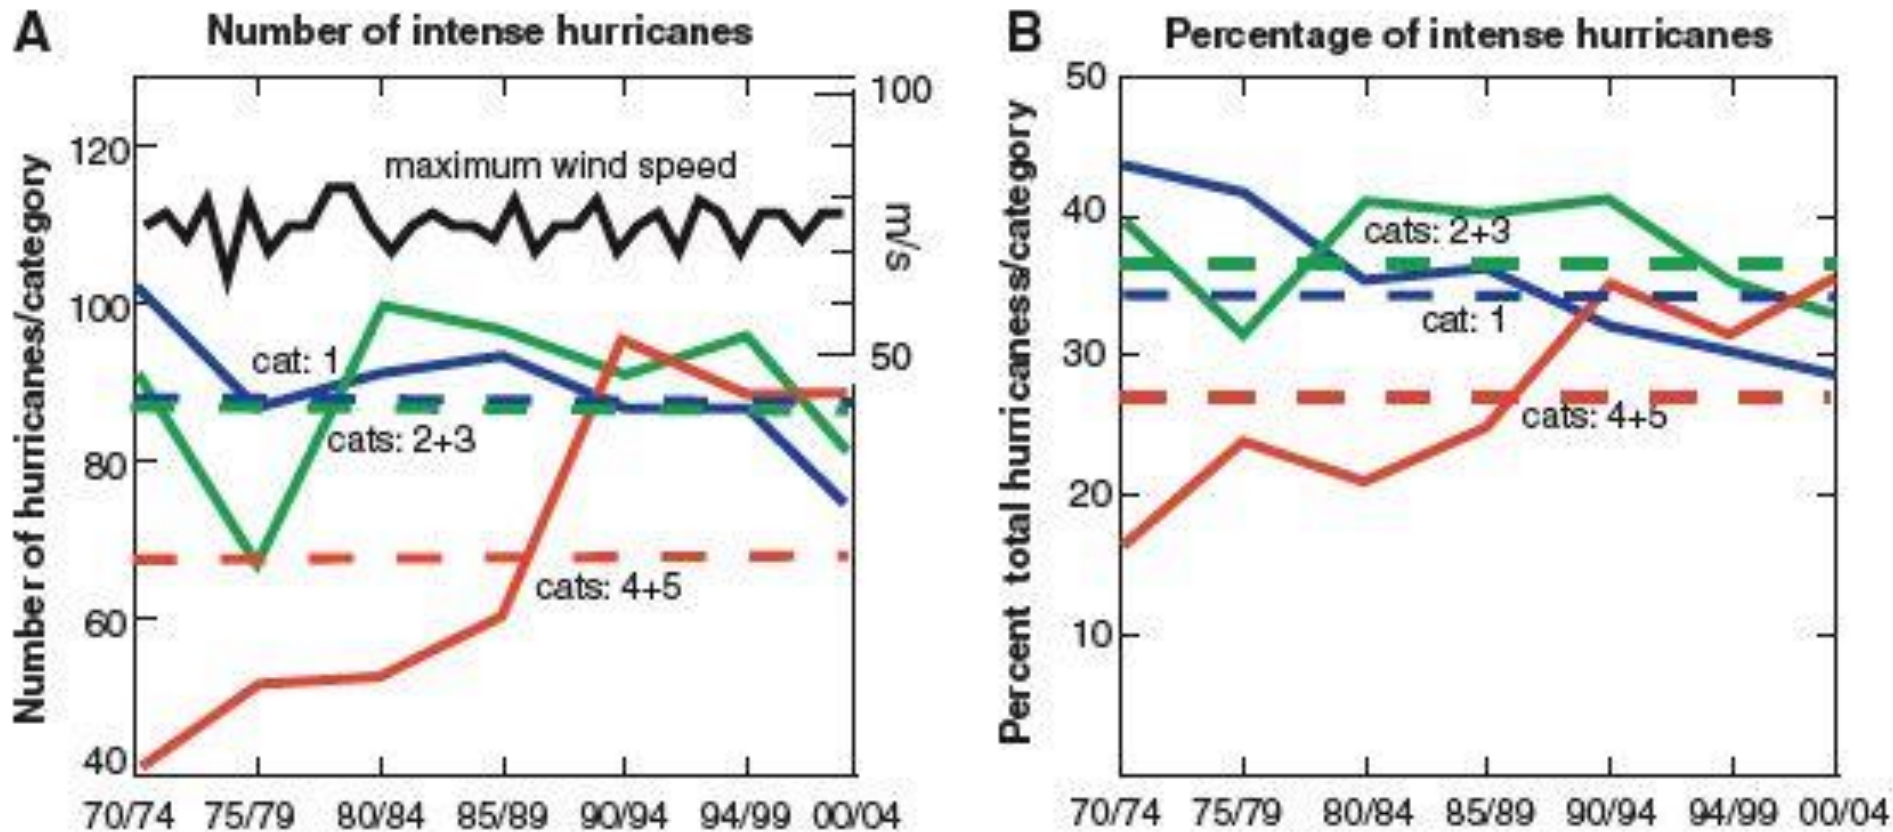 A
Number of intense hurricanes
Number of hurricanes/category
120
100
80
60
40
100
50
m/s
maximum wind speed
cat: 1
cats: 2+3
cats: 4+5
70/74 75/79 80/84 85/89 90/94 94/99 00/04
B
Percentage of intense hurricanes
Percent total hurricaness/category
50
40
30
20
10
cats: 2+3
cat: 1
cats: 4+5
70/74 75/79 80/84 85/89 90/94 94/99 00/04